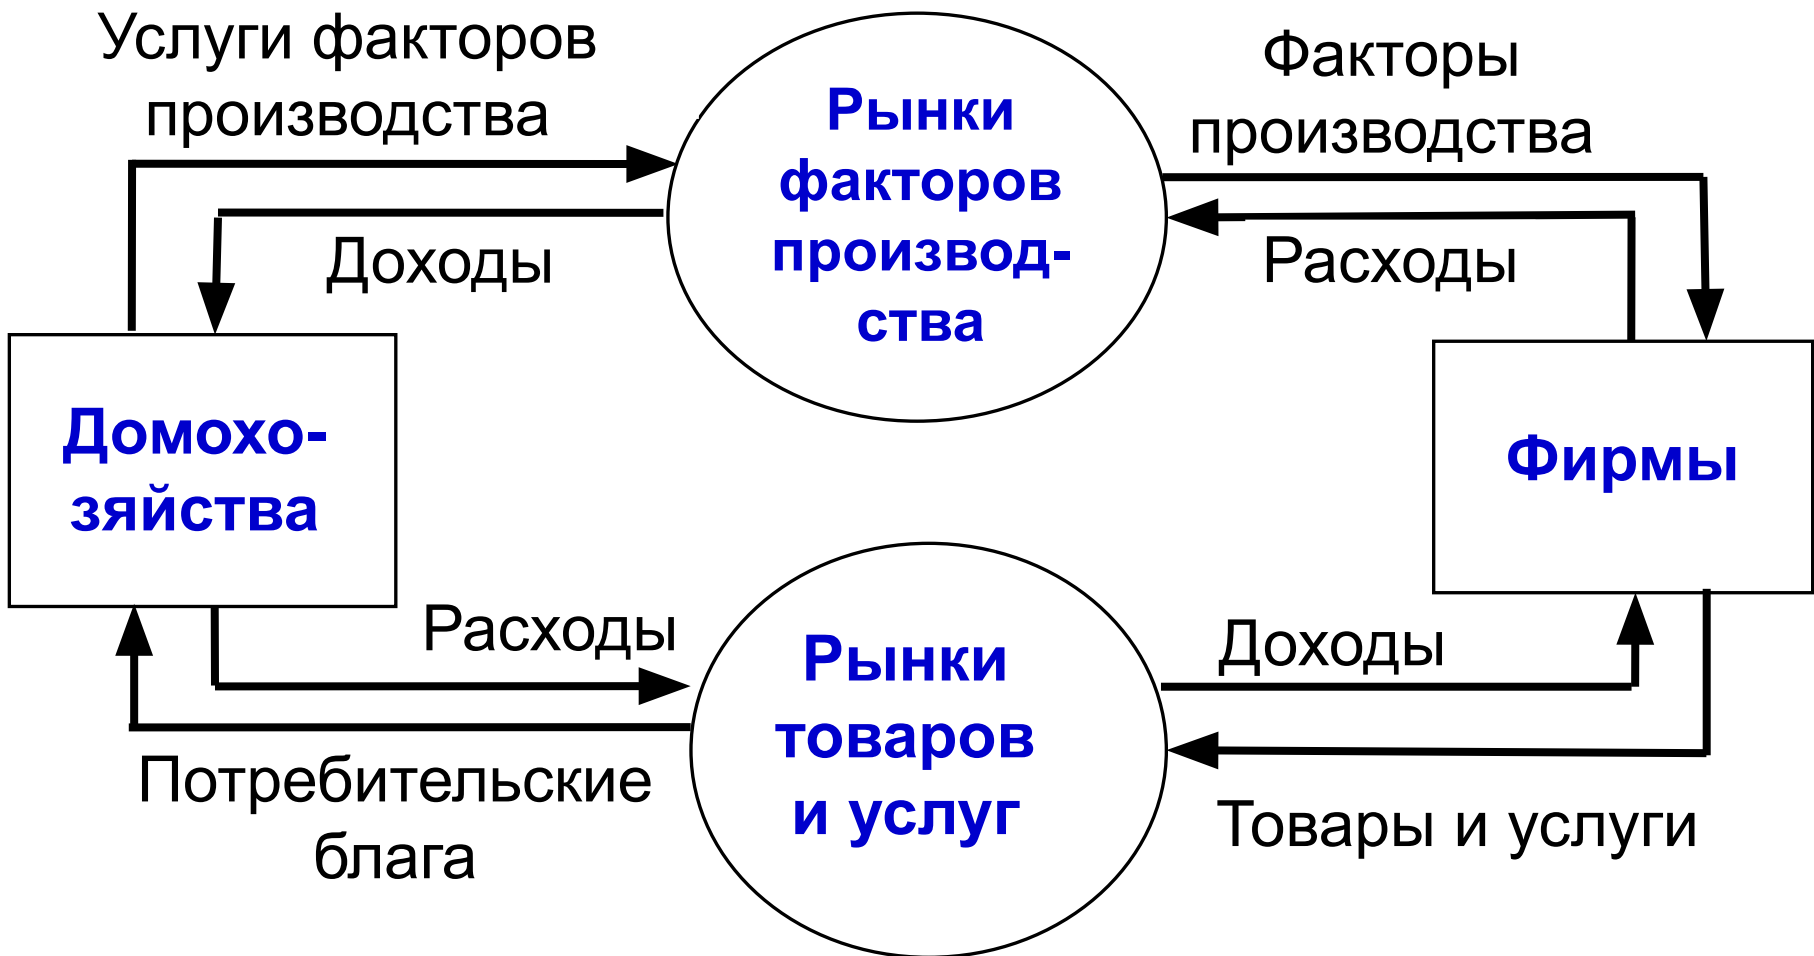 Услуги факторов
производства
Рынки
факторов
производ-
ства
Факторы
производства
Доходы
Расходы
Домохо-
зяйства
Фирмы
Расходы
Рынки
товаров
и услуг
Доходы
Потребительские
блага
Товары и услуги